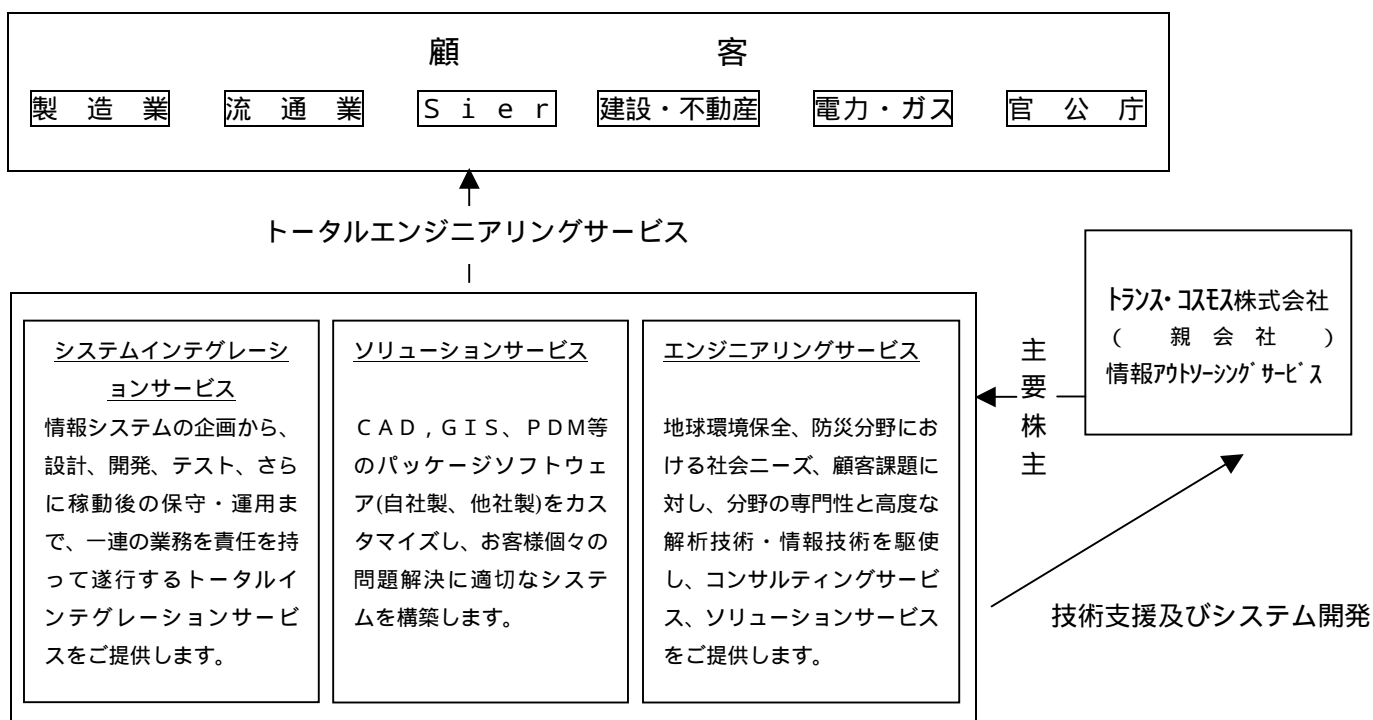 顧客
製造業 流通業 Sier 建設・不動産 電力・ガス 官公庁
トータルエンジニアリングサービス
システムインテグレーシ
ョンサービス
情報システムの企画から、
設計、開発、テスト、さら
に稼動後の保守・運用ま
で、一連の業務を責任を持
って遂行するトータルイ
ンテグレーションサービ
スをご提供します。
ソリューションサービス
CAD,GIS、PDM等
のパッケージソフトウェ
ア(自社製、他社製)をカス
タマイズし、お客様個々の
問題解決に適切なシステ
ムを構築します。
エンジニアリングサービス
地球環境保全、防災分野にお
ける社会ニーズ、顧客課題に
対し、分野の専門性と高度な
解析技術・情報技術を駆使
し、コンサルティングサービ
ス、ソリューションサービス
をご提供します。
主要株主
トランス・コスモス株式会社
(親会社)
情報アウトソーシングサービス
技術支援及びシステム開発